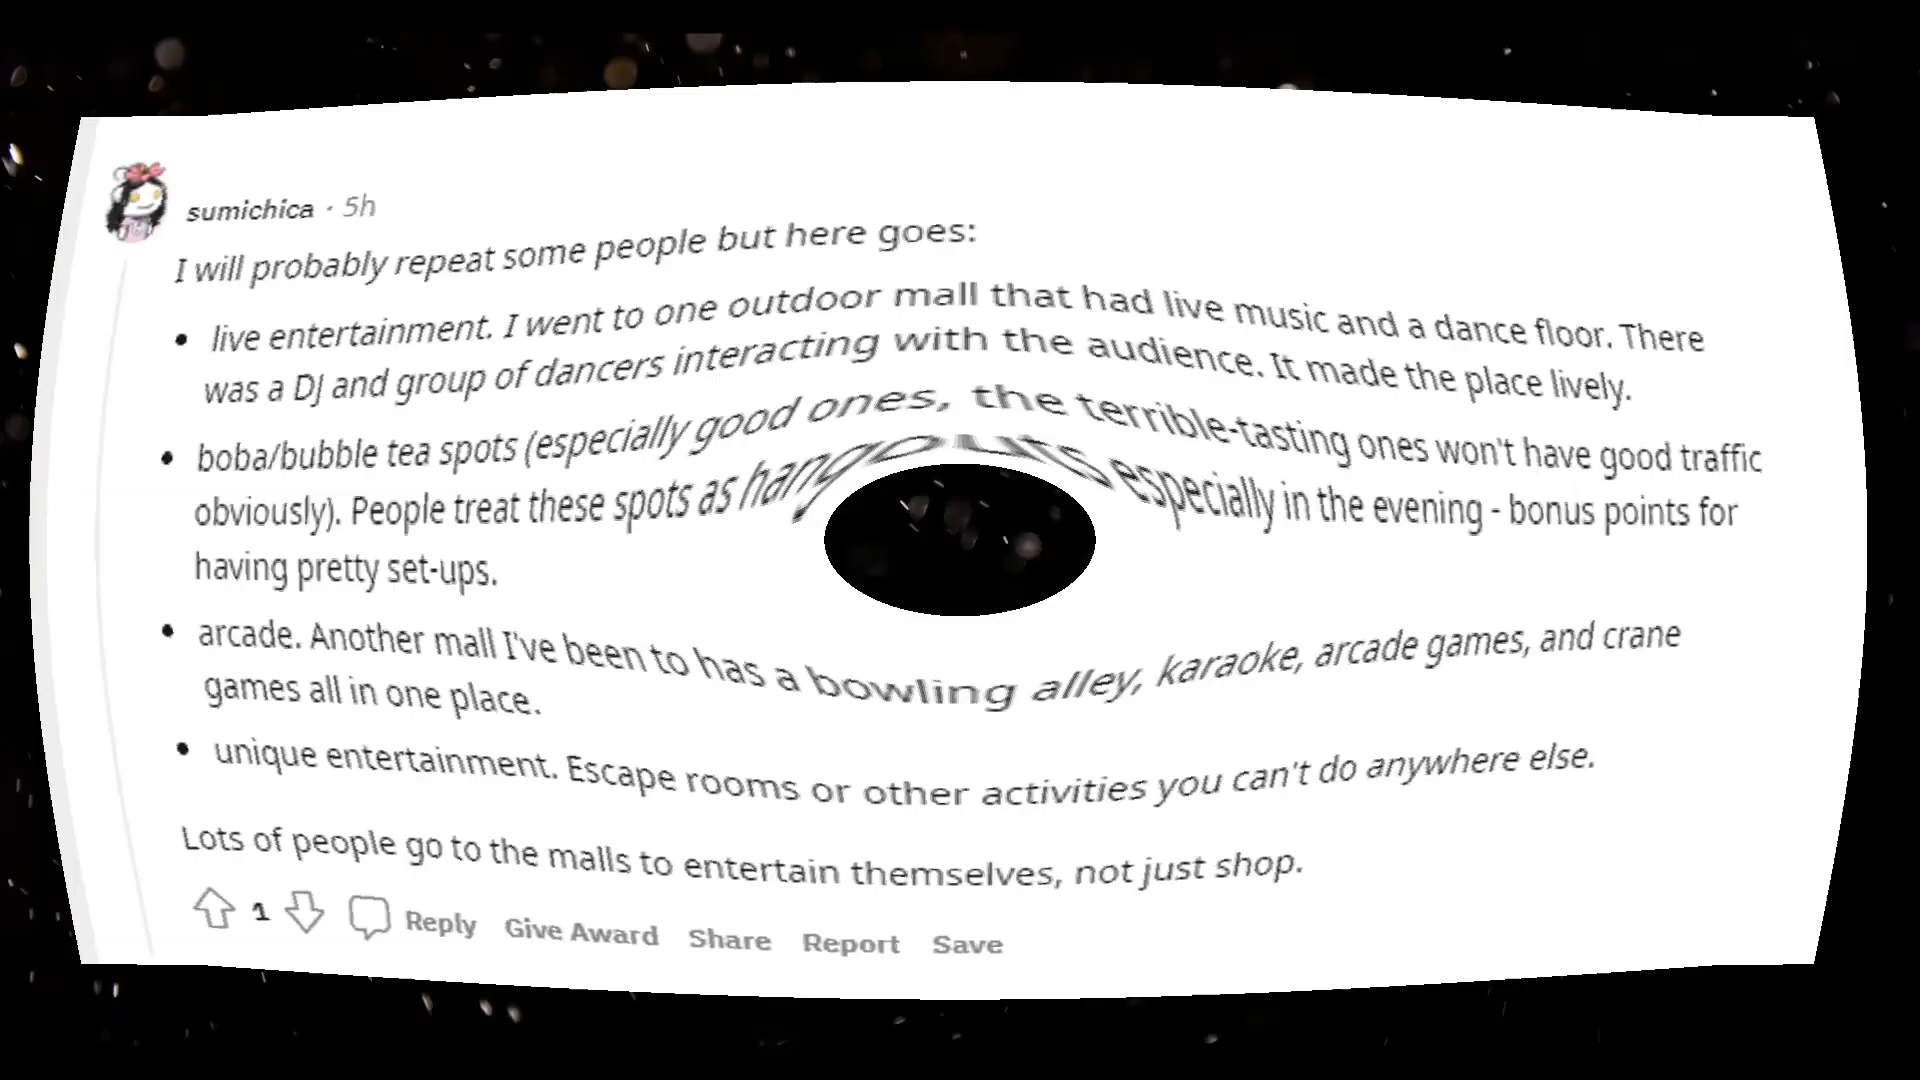 sumichica · 5h
I will probably repeat some people but here goes:
• live entertainment. I went to one outdoor mall that had live music and a dance floor. There
was a DJ and group of dancers interacting with the audience. It made the place lively.
• boba/bubble tea spots (especially good ones, the terrible-tasting ones won't have good traffic
obviously). People treat these spots as hangouts especially in the evening - bonus points for
having pretty set-ups.
• arcade. Another mall I've been to has a bowling alley, karaoke, arcade games, and crane
games all in one place.
• unique entertainment. Escape rooms or other activities you can't do anywhere else.
Lots of people go to the malls to entertain themselves, not just shop.
1 Reply Give Award Share Report Save